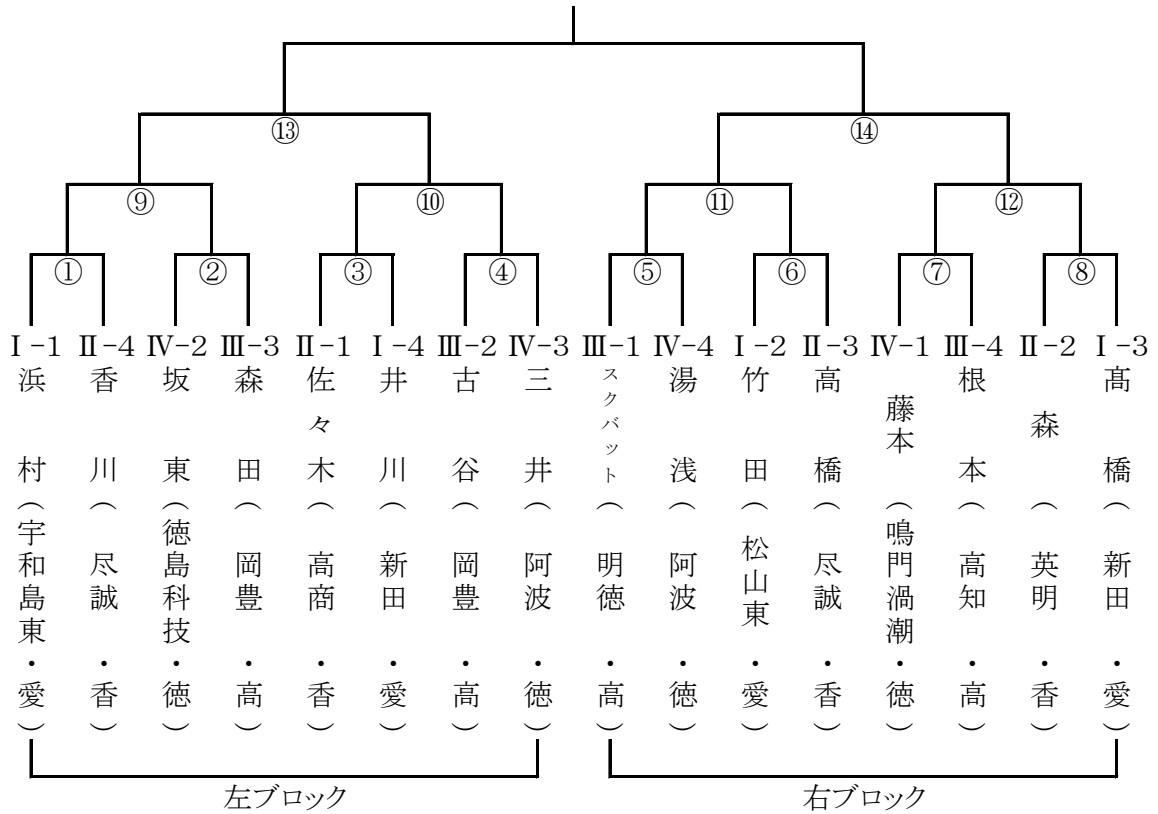 ⑬ ⑭
⑨ ⑩ ⑪ ⑫
① ② ③ ④ ⑤ ⑥ ⑦ ⑧
Ⅰ-1 Ⅱ-4 Ⅳ-2 Ⅲ-3 Ⅱ-1 Ⅰ-4 Ⅲ-2 Ⅳ-3 Ⅲ-1 Ⅳ-4 Ⅰ-2 Ⅱ-3 Ⅳ-1 Ⅲ-4 Ⅱ-2 Ⅰ-3
浜村(宇和島東・愛)
香川(尽誠・香)
坂東(徳島科技・徳)
森田(岡豊・高)
佐々木(高商・香)
井川(新田・愛)
古谷(岡豊・高)
三井(阿波・徳)
スクバット(明徳・高)
湯浅(阿波・徳)
竹田(松山東・愛)
高橋(尽誠・香)
藤本(鳴門渦潮・徳)
根本(高知・高)
森(英明・香)
髙橋(新田・愛)
左ブロック 右ブロック